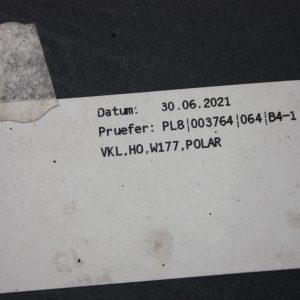 Datum: 30.06.2021
Pruefer: PL8|003764|064|B4-1
VKL,HO,W177,POLAR